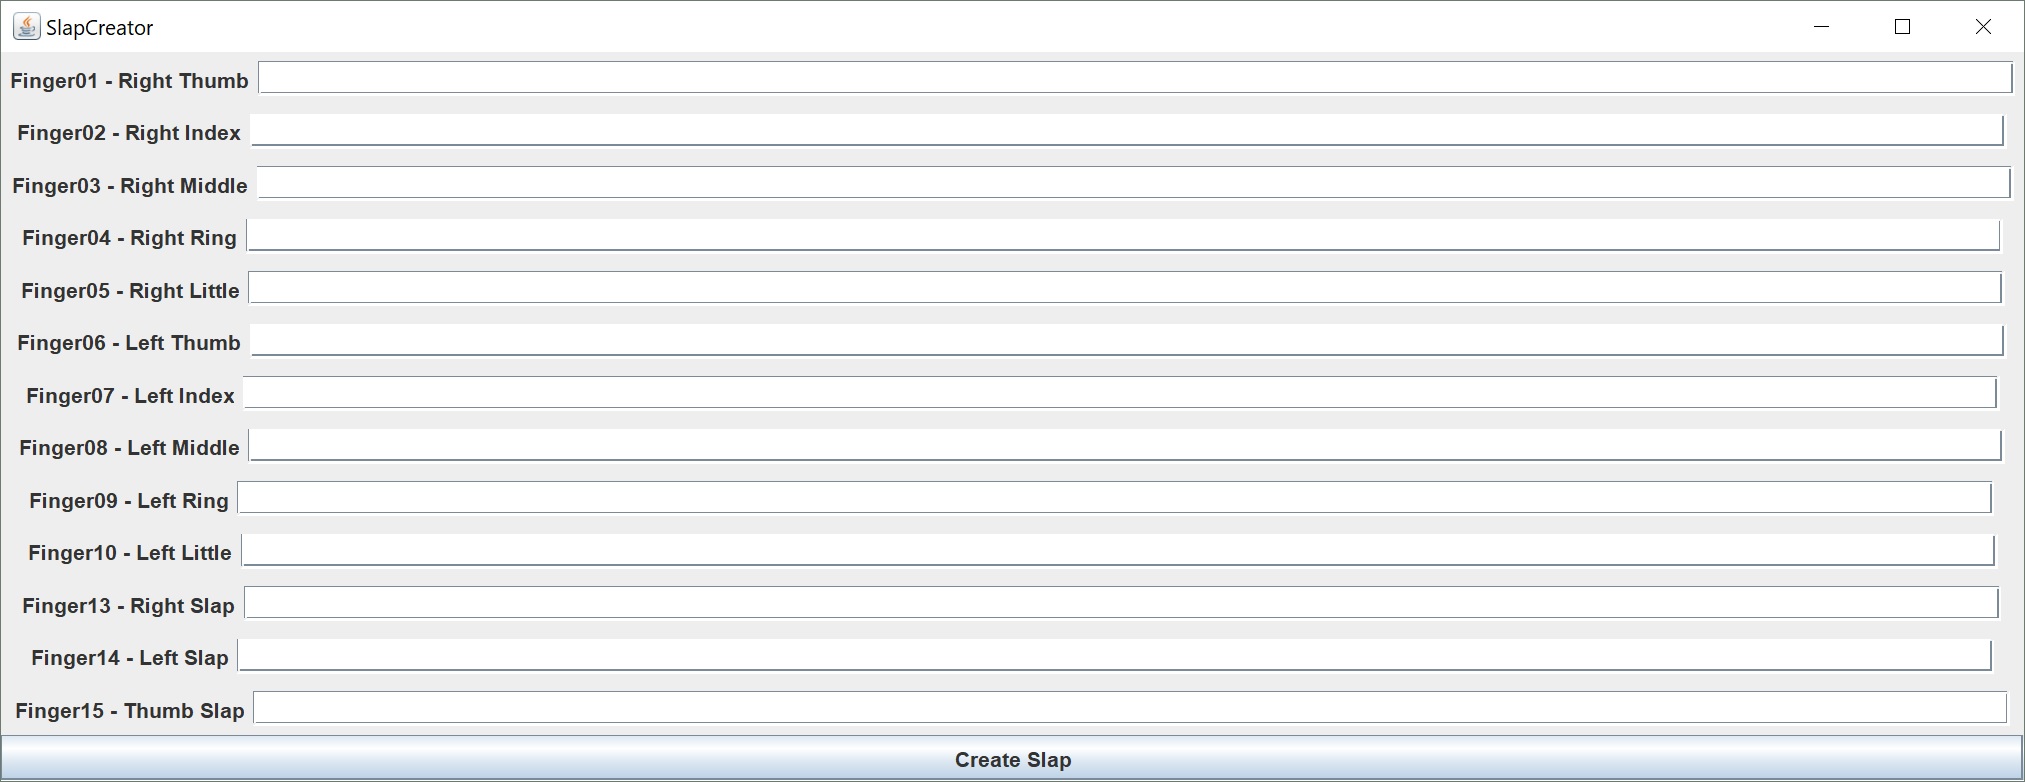 SlapCreator
Finger01 - Right Thumb
Finger02 - Right Index
Finger03 - Right Middle
Finger04 - Right Ring
Finger05 - Right Little
Finger06 - Left Thumb
Finger07 - Left Index
Finger08 - Left Middle
Finger09 - Left Ring
Finger10 - Left Little
Finger13 - Right Slap
Finger14 - Left Slap
Finger15 - Thumb Slap
Create Slap